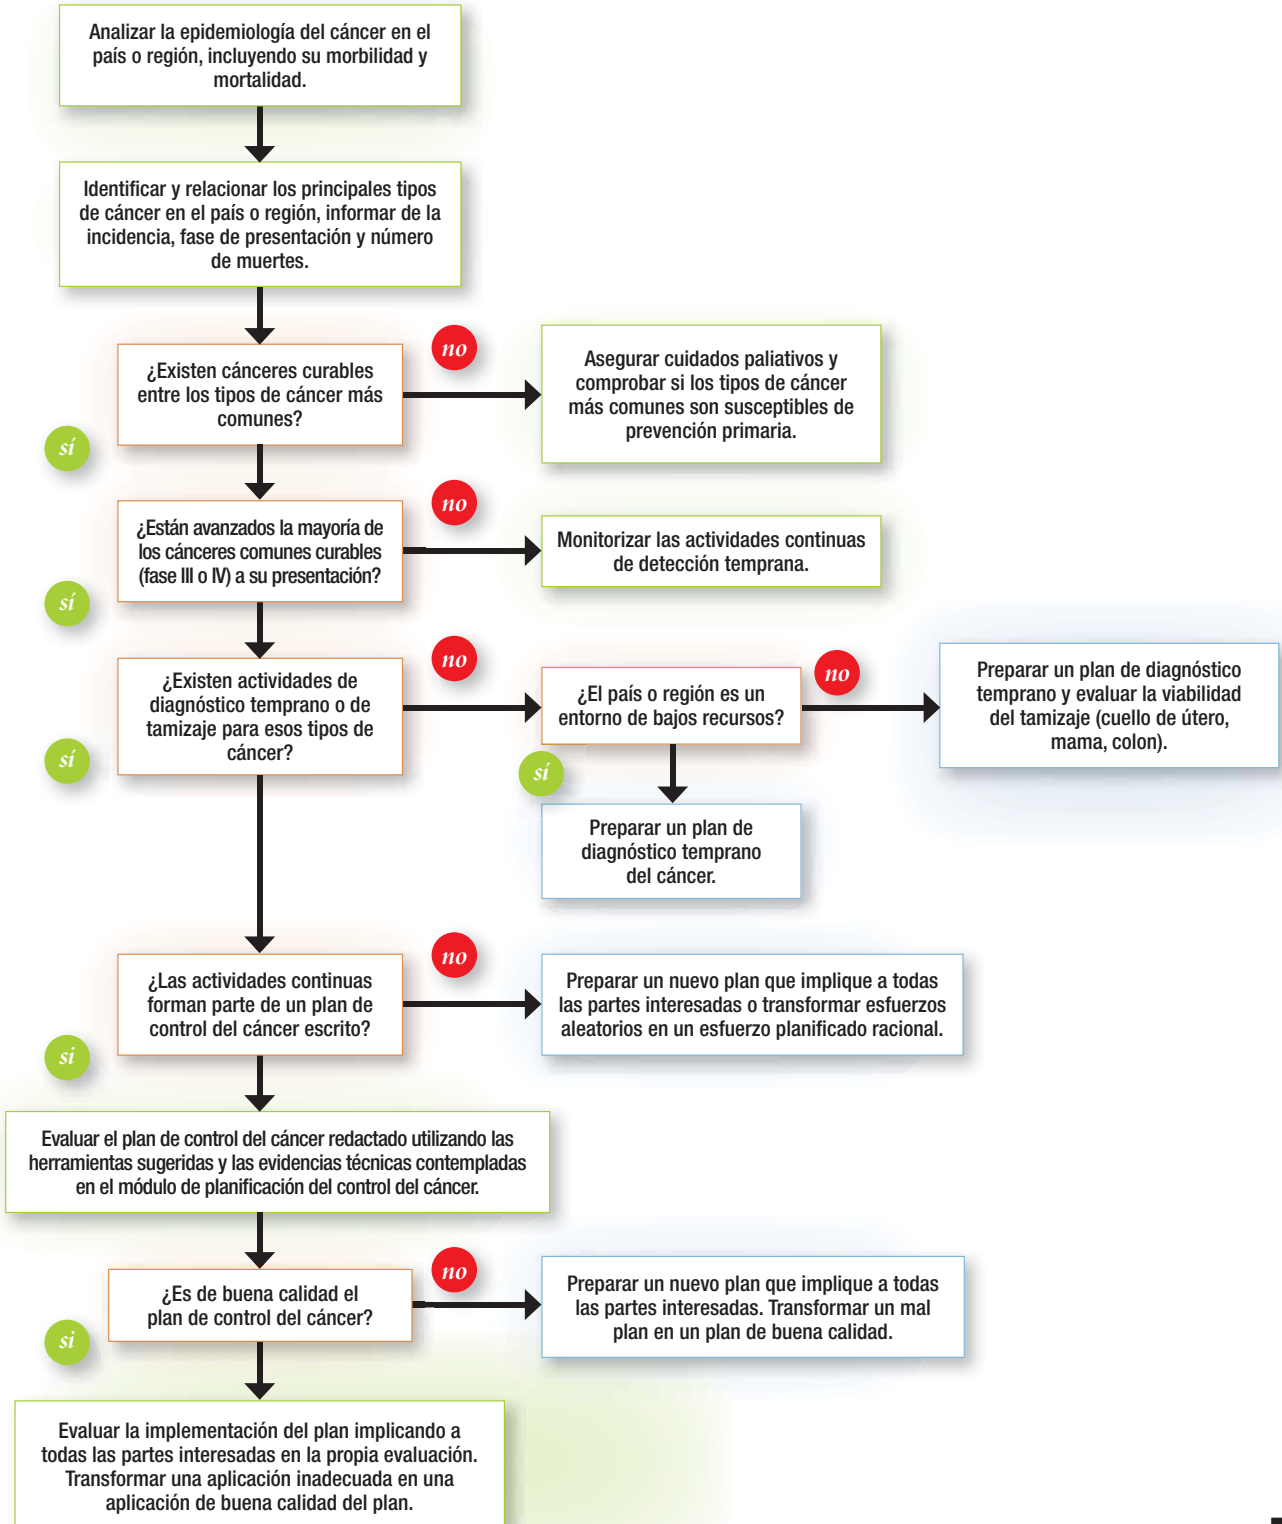 Analizar la epidemiología del cáncer en el
país o región, incluyendo su morbilidad y
mortalidad.
Identificar y relacionar los principales tipos
de cáncer en el país o región, informar de la
incidencia, fase de presentación y número
de muertes.
¿Existen cánceres curables
entre los tipos de cáncer más
comunes?
no
Asegurar cuidados paliativos y
comprobar si los tipos de cáncer
más comunes son susceptibles de
prevención primaria.
sí
¿Están avanzados la mayoría de
los cánceres comunes curables
(fase III o IV) a su presentación?
no
Monitorizar las actividades continuas
de detección temprana.
sí
¿Existen actividades de
diagnóstico temprano o de
tamizaje para esos tipos de
cáncer?
no
¿El país o región es un
entorno de bajos recursos?
no
Preparar un plan de diagnóstico
temprano y evaluar la viabilidad
del tamizaje (cuello de útero,
mama, colon).
sí
sí
Preparar un plan de
diagnóstico temprano
del cáncer.
¿Las actividades continuas
forman parte de un plan de
control del cáncer escrito?
no
Preparar un nuevo plan que implique a todas
las partes interesadas o transformar esfuerzos
aleatorios en un esfuerzo planificado racional.
si
Evaluar el plan de control del cáncer redactado utilizando las
herramientas sugeridas y las evidencias técnicas contempladas
en el módulo de planificación del control del cáncer.
¿Es de buena calidad el
plan de control del cáncer?
no
Preparar un nuevo plan que implique a todas
las partes interesadas. Transformar un mal
plan en un plan de buena calidad.
si
Evaluar la implementación del plan implicando a
todas las partes interesadas en la propia evaluación.
Transformar una aplicación inadecuada en una
aplicación de buena calidad del plan.